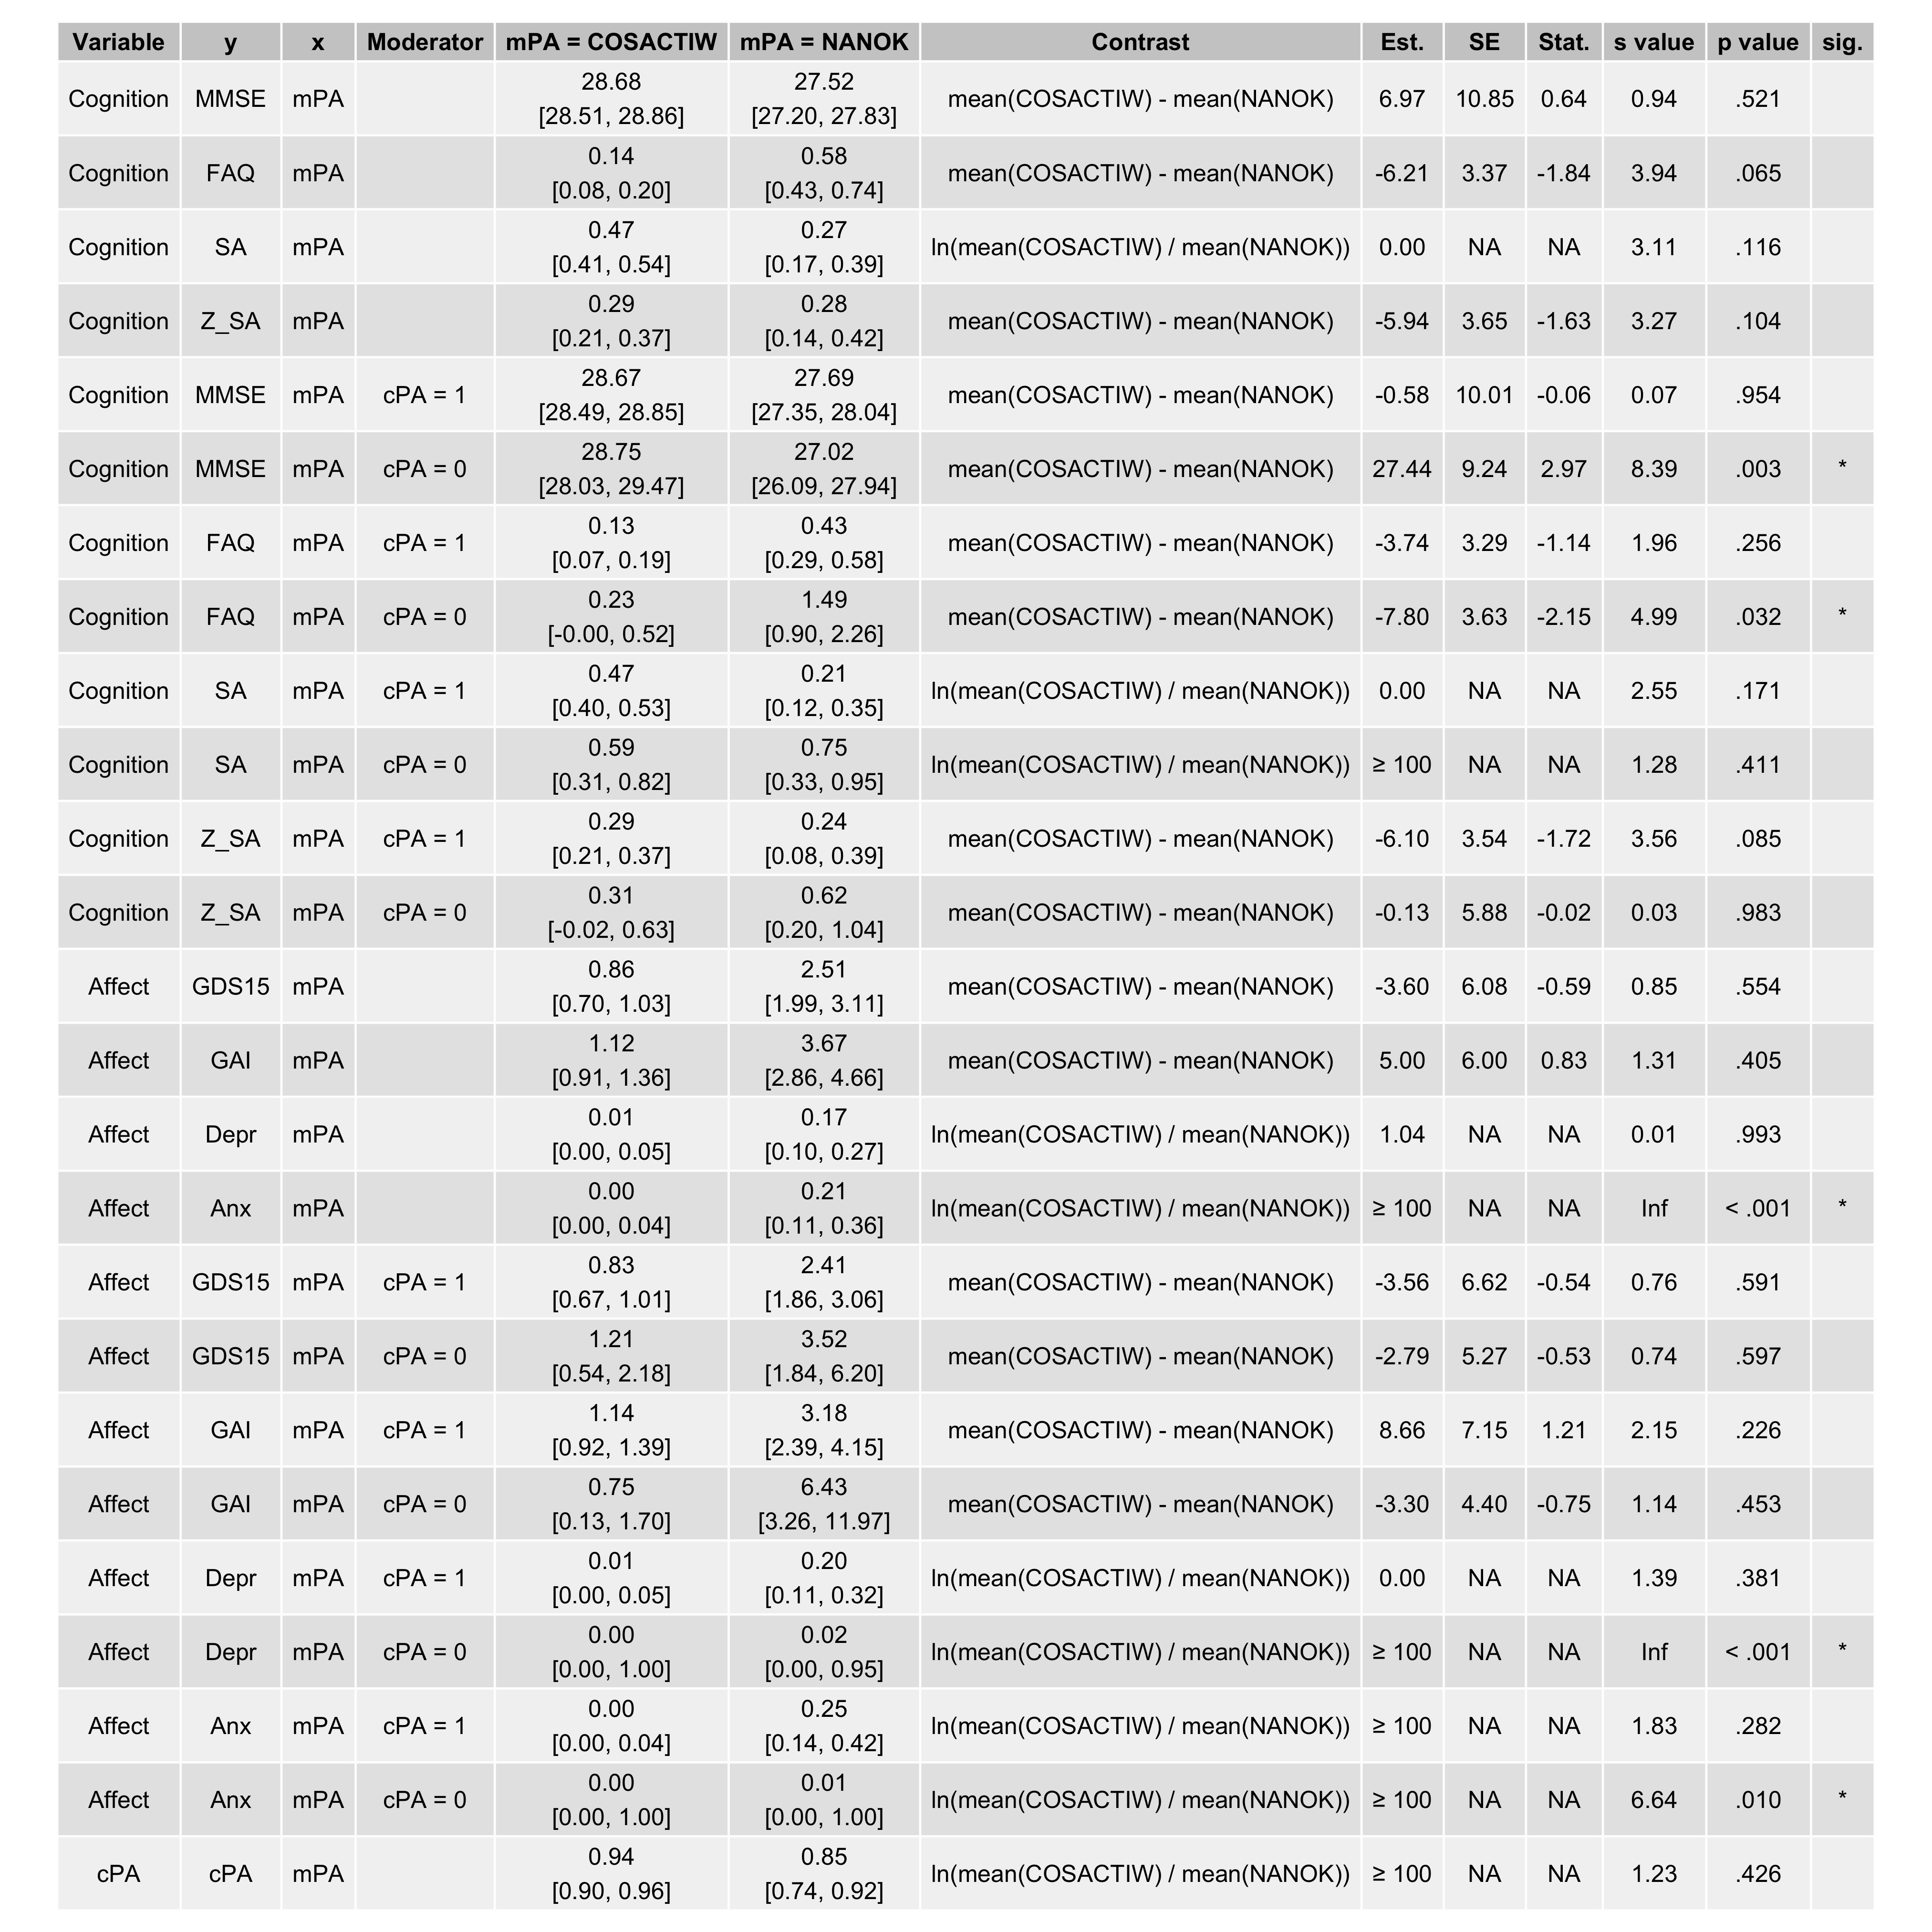 Variable y x Moderator mPA = COSACTIW mPA = NANOK Contrast Est. SE Stat. s value p value sig.
28.68 27.52
Cognition MMSE mPA mean(COSACTIW) - mean(NANOK) 6.97 10.85 0.64 0.94 .521
[28.51, 28.86] [27.20, 27.83]
0.14 0.58
Cognition FAQ mPA mean(COSACTIW) - mean(NANOK) -6.21 3.37 -1.84 3.94 .065
[0.08, 0.20] [0.43, 0.74]
0.47 0.27
Cognition SA mPA ln(mean(COSACTIW) / mean(NANOK)) 0.00 NA NA 3.11 .116
[0.41, 0.54] [0.17, 0.39]
0.29 0.28
Cognition Z_SA mPA mean(COSACTIW) - mean(NANOK) -5.94 3.65 -1.63 3.27 .104
[0.21, 0.37] [0.14, 0.42]
28.67 27.69
Cognition MMSE mPA cPA = 1 mean(COSACTIW) - mean(NANOK) -0.58 10.01 -0.06 0.07 .954
[28.49, 28.85] [27.35, 28.04]
28.75 27.02
Cognition MMSE mPA cPA = 0 mean(COSACTIW) - mean(NANOK) 27.44 9.24 2.97 8.39 .003 *
[28.03, 29.47] [26.09, 27.94]
0.13 0.43
Cognition FAQ mPA cPA = 1 mean(COSACTIW) - mean(NANOK) -3.74 3.29 -1.14 1.96 .256
[0.07, 0.19] [0.29, 0.58]
0.23 1.49
Cognition FAQ mPA cPA = 0 mean(COSACTIW) - mean(NANOK) -7.80 3.63 -2.15 4.99 .032 *
[-0.00, 0.52] [0.90, 2.26]
0.47 0.21
Cognition SA mPA cPA = 1 ln(mean(COSACTIW) / mean(NANOK)) 0.00 NA NA 2.55 .171
[0.40, 0.53] [0.12, 0.35]
0.59 0.75
Cognition SA mPA cPA = 0 ln(mean(COSACTIW) / mean(NANOK)) ≥ 100 NA NA 1.28 .411
[0.31, 0.82] [0.33, 0.95]
0.29 0.24
Cognition Z_SA mPA cPA = 1 mean(COSACTIW) - mean(NANOK) -6.10 3.54 -1.72 3.56 .085
[0.21, 0.37] [0.08, 0.39]
0.31 0.62
Cognition Z_SA mPA cPA = 0 mean(COSACTIW) - mean(NANOK) -0.13 5.88 -0.02 0.03 .983
[-0.02, 0.63] [0.20, 1.04]
0.86 2.51
Affect GDS15 mPA mean(COSACTIW) - mean(NANOK) -3.60 6.08 -0.59 0.85 .554
[0.70, 1.03] [1.99, 3.11]
1.12 3.67
Affect GAI mPA mean(COSACTIW) - mean(NANOK) 5.00 6.00 0.83 1.31 .405
[0.91, 1.36] [2.86, 4.66]
0.01 0.17
Affect Depr mPA ln(mean(COSACTIW) / mean(NANOK)) 1.04 NA NA 0.01 .993
[0.00, 0.05] [0.10, 0.27]
0.00 0.21
Affect Anx mPA ln(mean(COSACTIW) / mean(NANOK)) ≥ 100 NA NA Inf < .001 *
[0.00, 0.04] [0.11, 0.36]
0.83 2.41
Affect GDS15 mPA cPA = 1 mean(COSACTIW) - mean(NANOK) -3.56 6.62 -0.54 0.76 .591
[0.67, 1.01] [1.86, 3.06]
1.21 3.52
Affect GDS15 mPA cPA = 0 mean(COSACTIW) - mean(NANOK) -2.79 5.27 -0.53 0.74 .597
[0.54, 2.18] [1.84, 6.20]
1.14 3.18
Affect GAI mPA cPA = 1 mean(COSACTIW) - mean(NANOK) 8.66 7.15 1.21 2.15 .226
[0.92, 1.39] [2.39, 4.15]
0.75 6.43
Affect GAI mPA cPA = 0 mean(COSACTIW) - mean(NANOK) -3.30 4.40 -0.75 1.14 .453
[0.13, 1.70] [3.26, 11.97]
0.01 0.20
Affect Depr mPA cPA = 1 ln(mean(COSACTIW) / mean(NANOK)) 0.00 NA NA 1.39 .381
[0.00, 0.05] [0.11, 0.32]
0.00 0.02
Affect Depr mPA cPA = 0 ln(mean(COSACTIW) / mean(NANOK)) ≥ 100 NA NA Inf < .001 *
[0.00, 1.00] [0.00, 0.95]
0.00 0.25
Affect Anx mPA cPA = 1 ln(mean(COSACTIW) / mean(NANOK)) ≥ 100 NA NA 1.83 .282
[0.00, 0.04] [0.14, 0.42]
0.00 0.01
Affect Anx mPA cPA = 0 ln(mean(COSACTIW) / mean(NANOK)) ≥ 100 NA NA 6.64 .010 *
[0.00, 1.00] [0.00, 1.00]
0.94 0.85
cPA cPA mPA ln(mean(COSACTIW) / mean(NANOK)) ≥ 100 NA NA 1.23 .426
[0.90, 0.96] [0.74, 0.92]